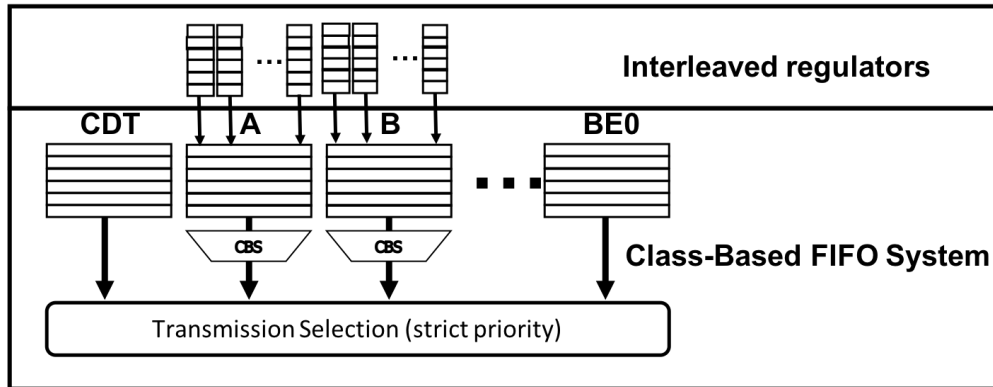 ... ...
Interleaved regulators
CDT A B BE0
CBS CBS
Class-Based FIFO System
Transmission Selection (strict priority)